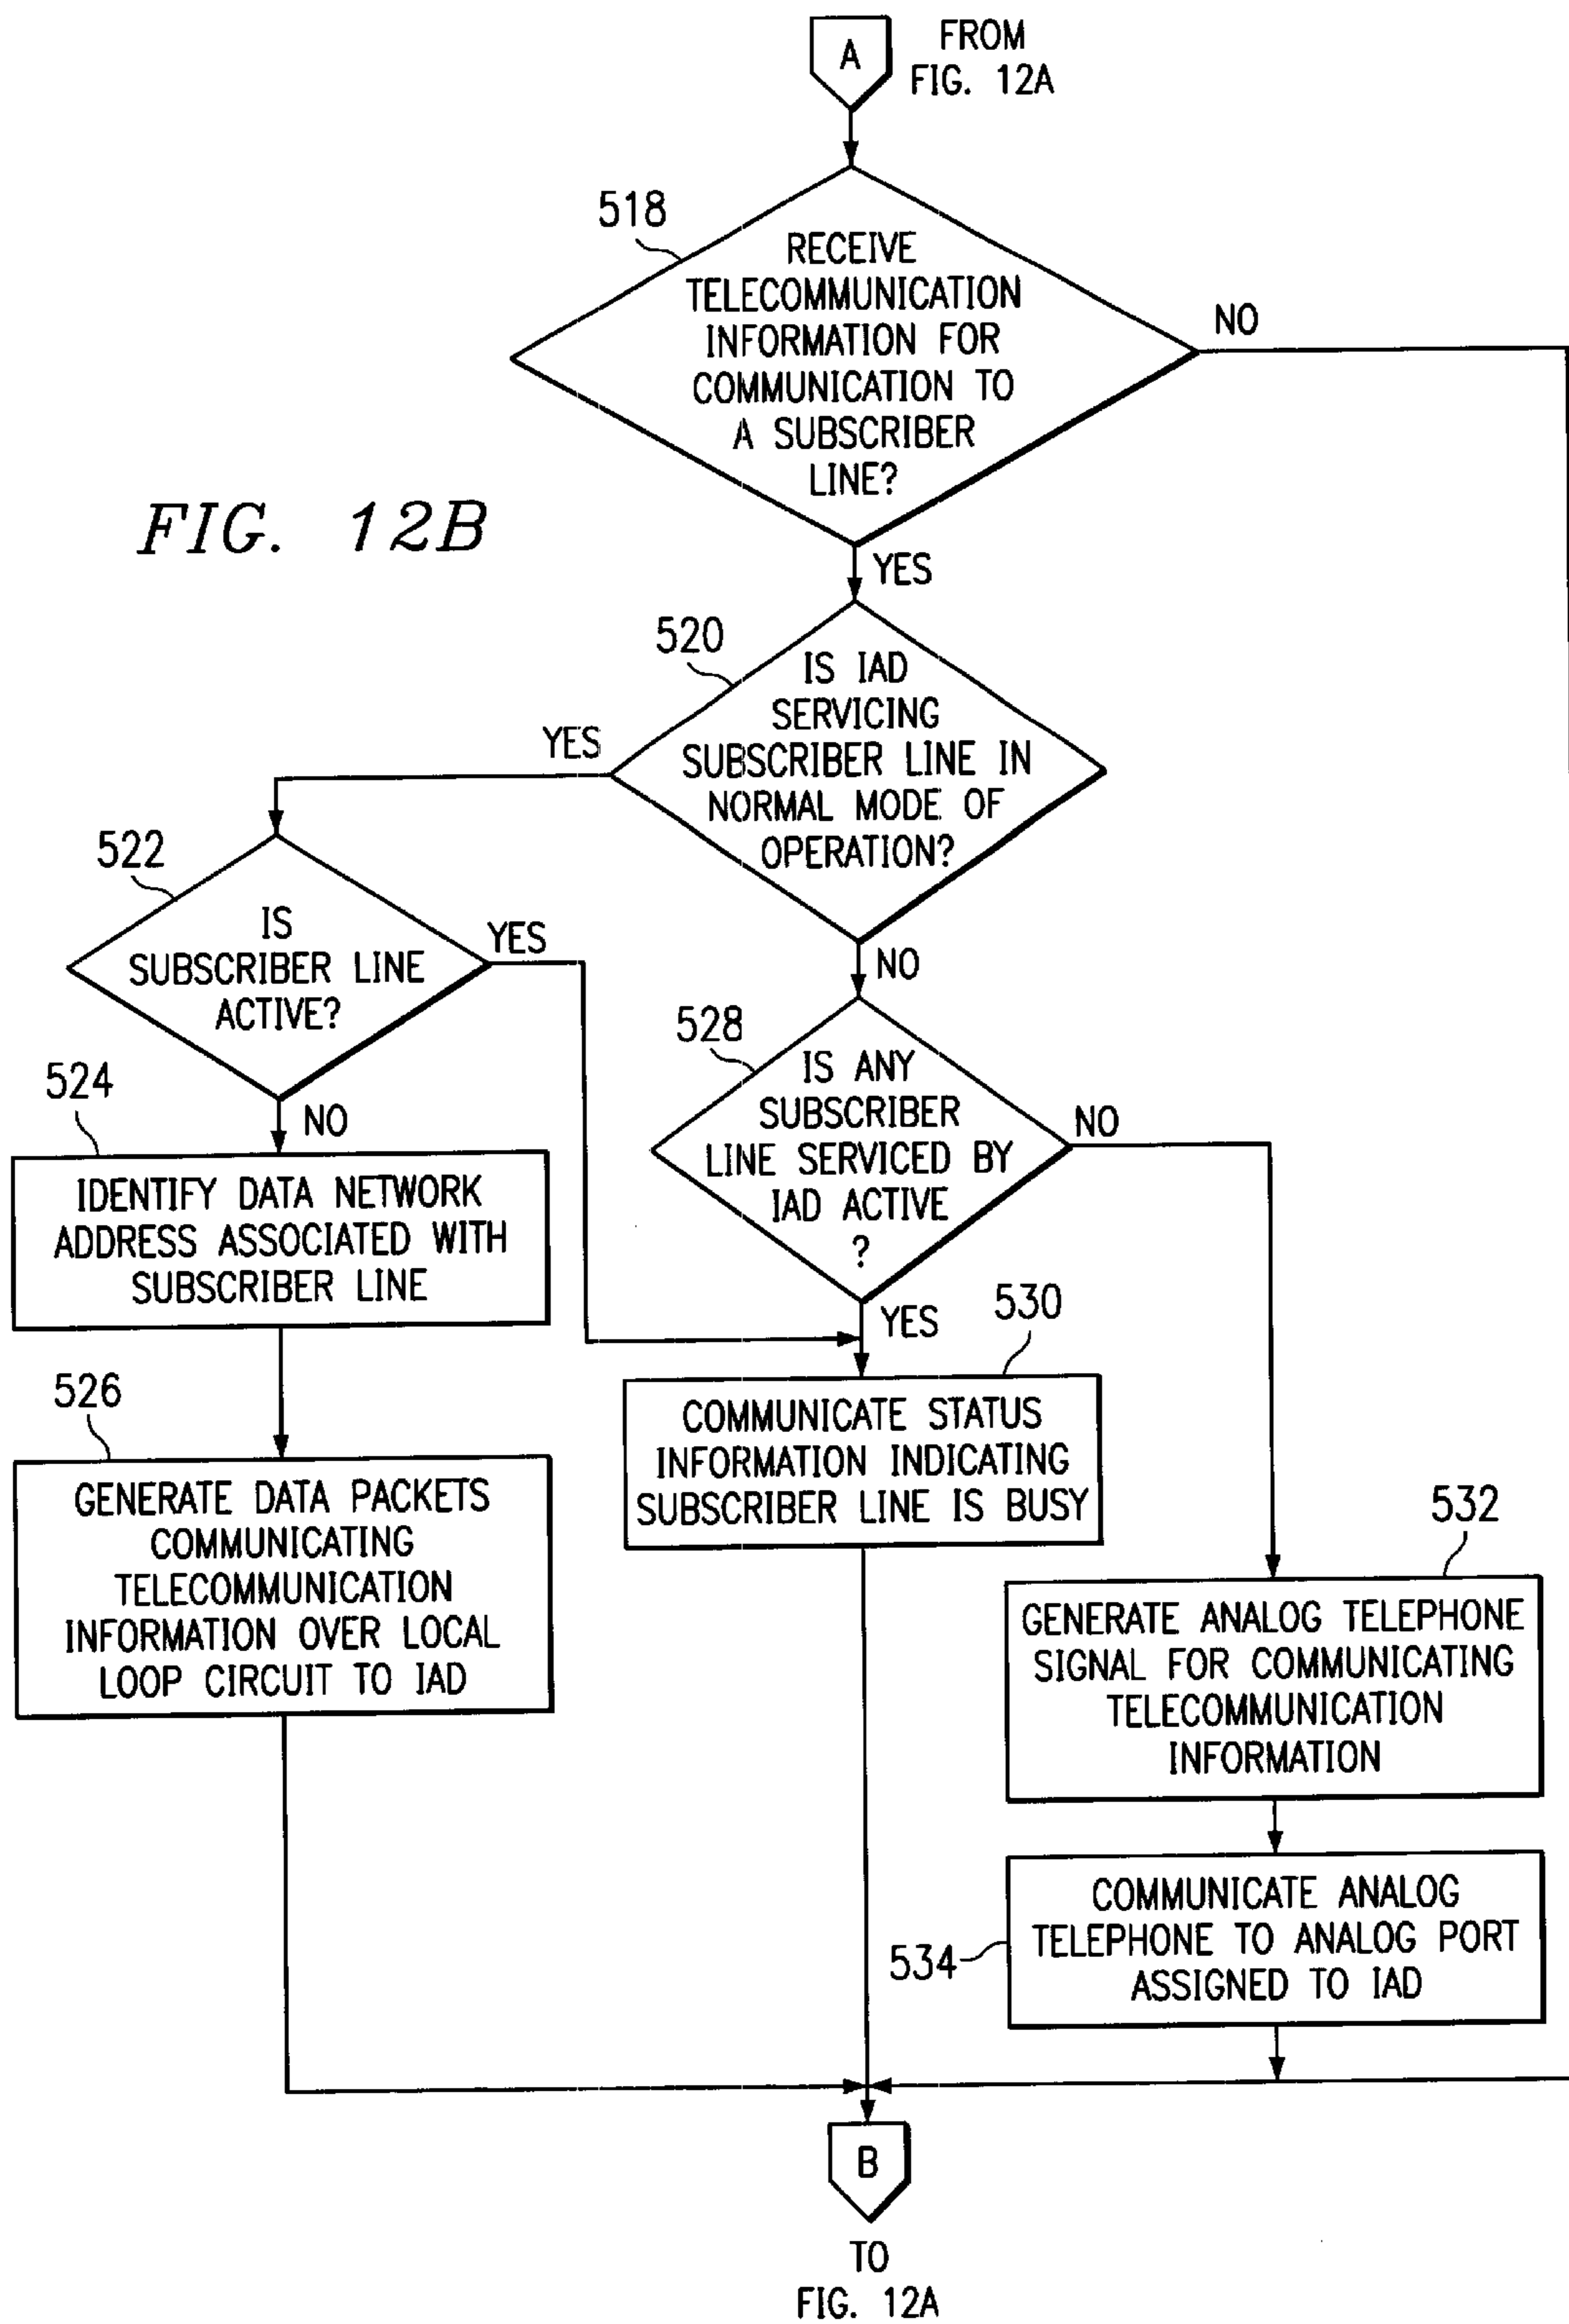 A
FROM
FIG. 12A
518
RECEIVE
TELECOMMUNICATION
INFORMATION FOR
COMMUNICATION TO
A SUBSCRIBER
LINE?
NO
FIG. 12B
YES
520
IS IAD
SERVICING
SUBSCRIBER LINE IN
NORMAL MODE OF
OPERATION?
YES
NO
522
IS
SUBSCRIBER LINE
ACTIVE?
YES
NO
528
IS ANY
SUBSCRIBER
LINE SERVICED BY
IAD ACTIVE
?
NO
YES
524
IDENTIFY DATA NETWORK
ADDRESS ASSOCIATED WITH
SUBSCRIBER LINE
530
COMMUNICATE STATUS
INFORMATION INDICATING
SUBSCRIBER LINE IS BUSY
526
GENERATE DATA PACKETS
COMMUNICATING
TELECOMMUNICATION
INFORMATION OVER LOCAL
LOOP CIRCUIT TO IAD
532
GENERATE ANALOG TELEPHONE
SIGNAL FOR COMMUNICATING
TELECOMMUNICATION
INFORMATION
534
COMMUNICATE ANALOG
TELEPHONE TO ANALOG PORT
ASSIGNED TO IAD
B
TO
FIG. 12A